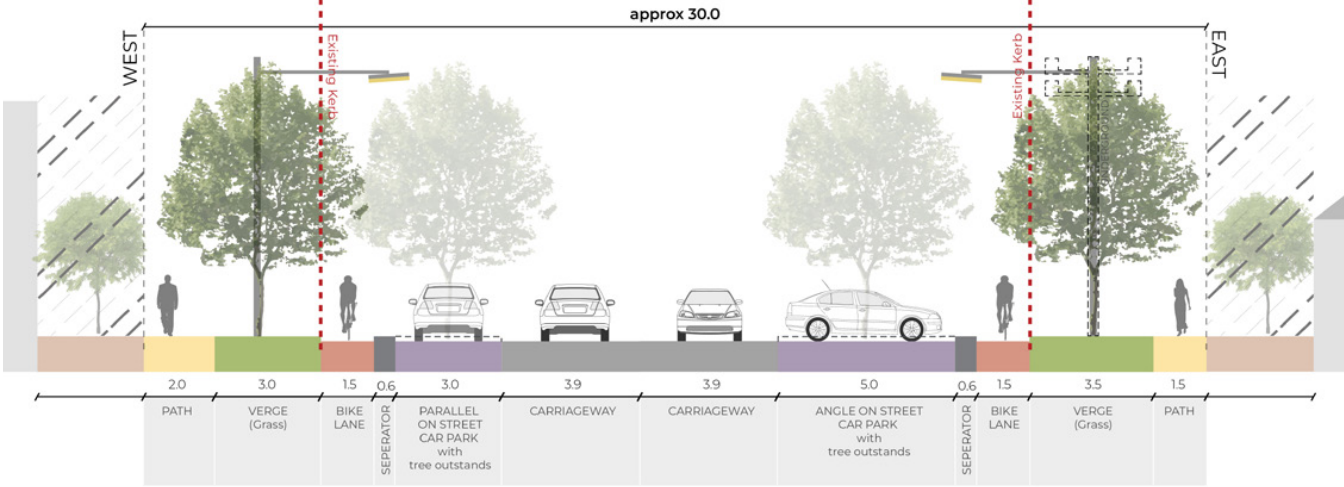 approx 30.0
WEST
Existing Kerb
Existing Kerb
EAST
2.0
3.0
1.5
0.6
3.0
3.9
3.9
5.0
0.6
1.5
3.5
1.5
PATH
VERGE
(Grass)
BIKE
LANE
SEPERATOR
PARALLEL
ON STREET
CAR PARK
with
tree outstands
CARRIAGEWAY
CARRIAGEWAY
ANGLE ON STREET
CAR PARK
with
tree outstands
SEPERATOR
BIKE
LANE
VERGE
(Grass)
PATH